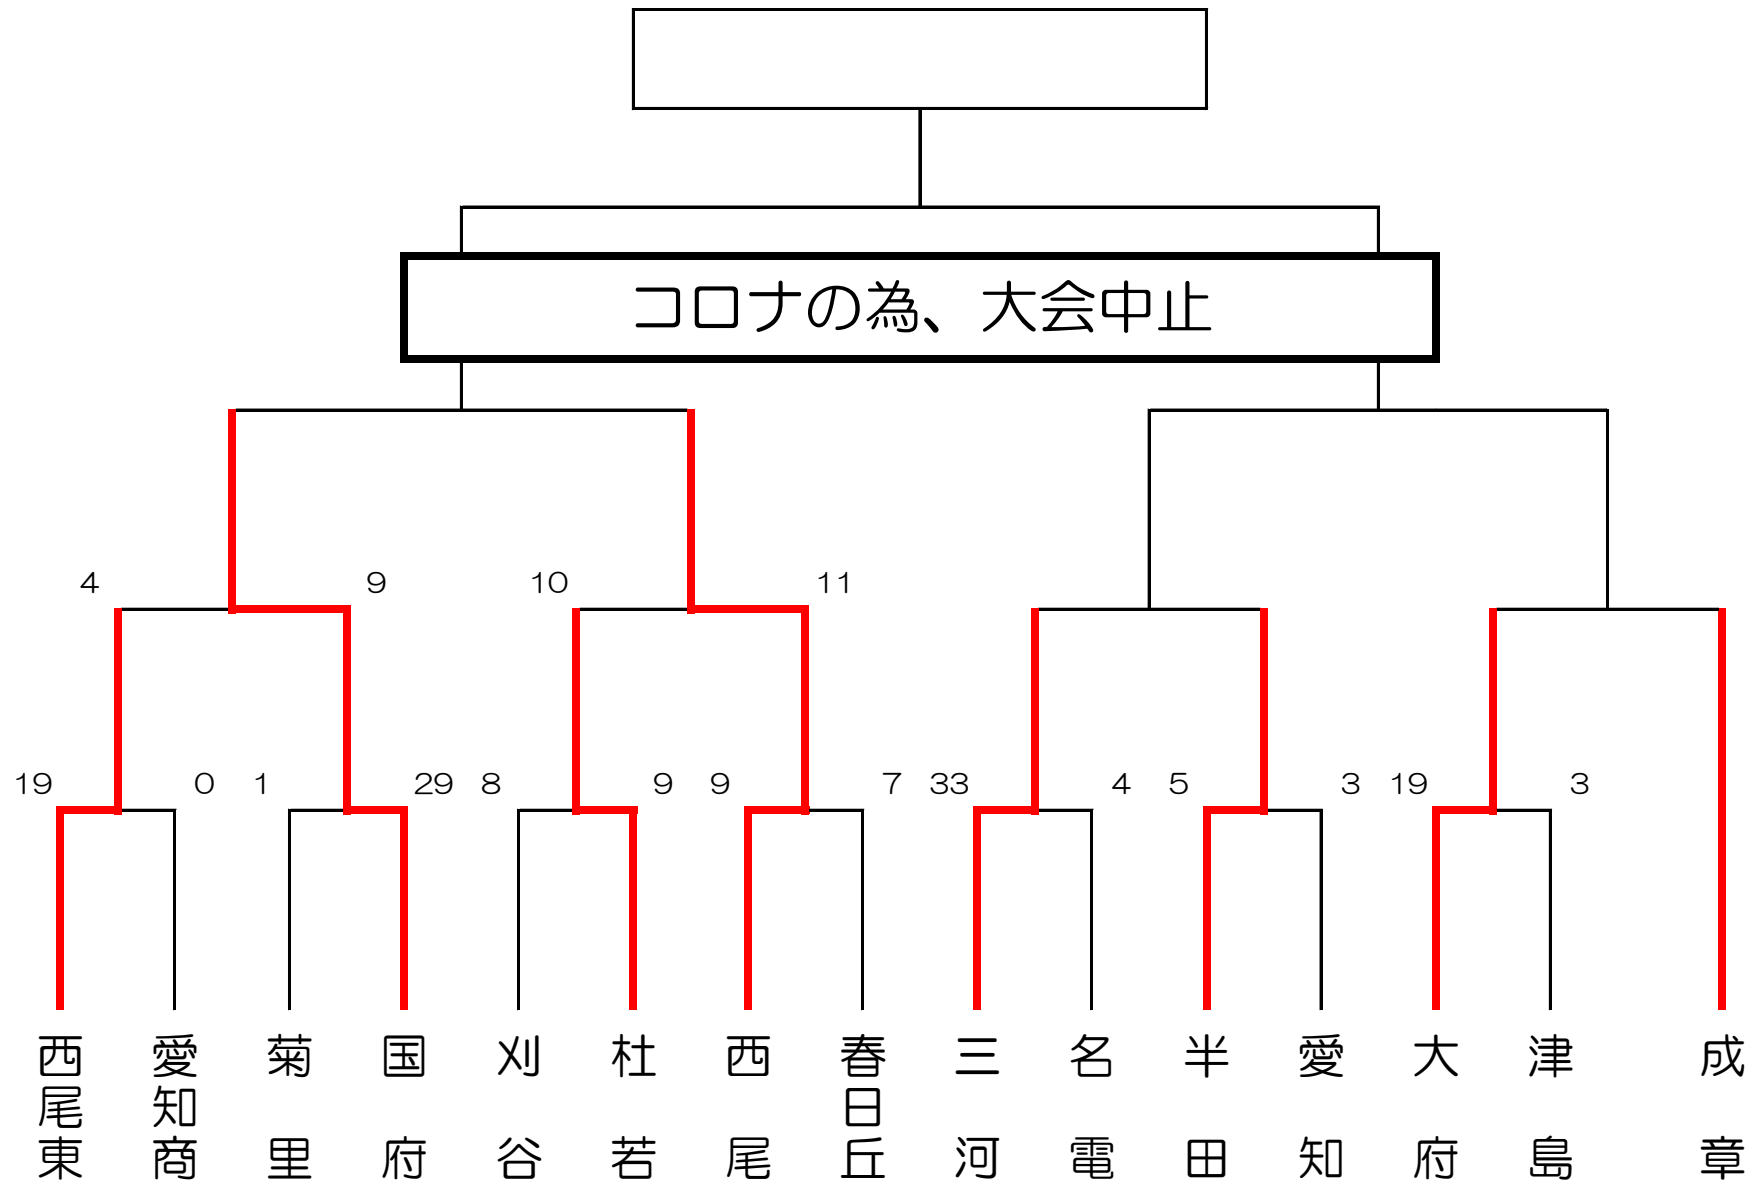 コロナの為、大会中止
4 9 10 11
19 0 1 29 8 9 9 7 33 4 5 3 19 3
西尾東
愛知商
菊里
国府
刈谷
杜若
西尾
春日丘
三河
名電
半田
愛知
大府
津島
成章